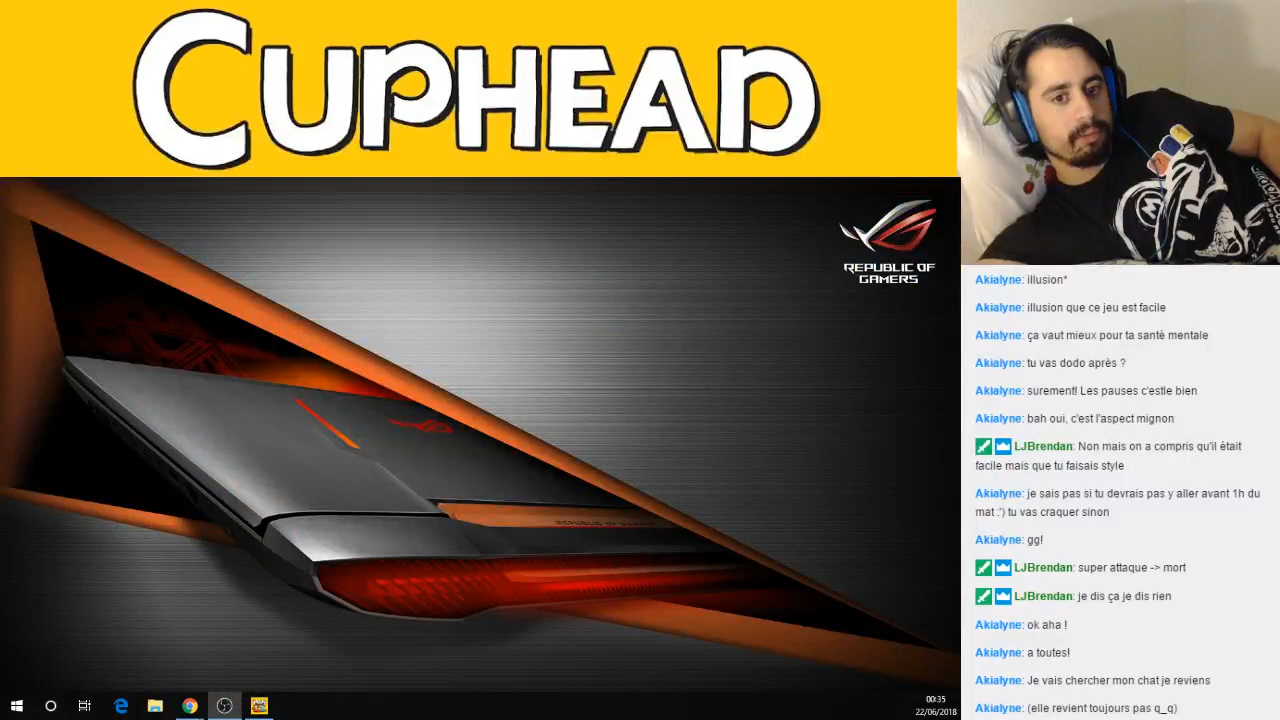 CUPHEAD
REPUBLIC OF
GAMERS
Akialyne: illusion*
Akialyne: illusion que ce jeu est facile
Akialyne: ça vaut mieux pour ta santé mentale
Akialyne: tu vas dodo après ?
Akialyne: surement! Les pauses c'estle bien
Akialyne: bah oui, c'est l'aspect mignon
LJBrendan: Non mais on a compris qu'il était
facile mais que tu faisais style
Akialyne: je sais pas si tu devrais pas y aller avant 1h du
mat :') tu vas craquer sinon
Akialyne: gg!
LJBrendan: super attaque -> mort
LJBrendan: je dis ça je dis rien
Akialyne: ok aha !
Akialyne: a toutes!
Akialyne: Je vais chercher mon chat je reviens
Akialyne: (elle revient toujours pas q_q)
REPUBLIC OF GAMERS
M
00:35
22/06/2018